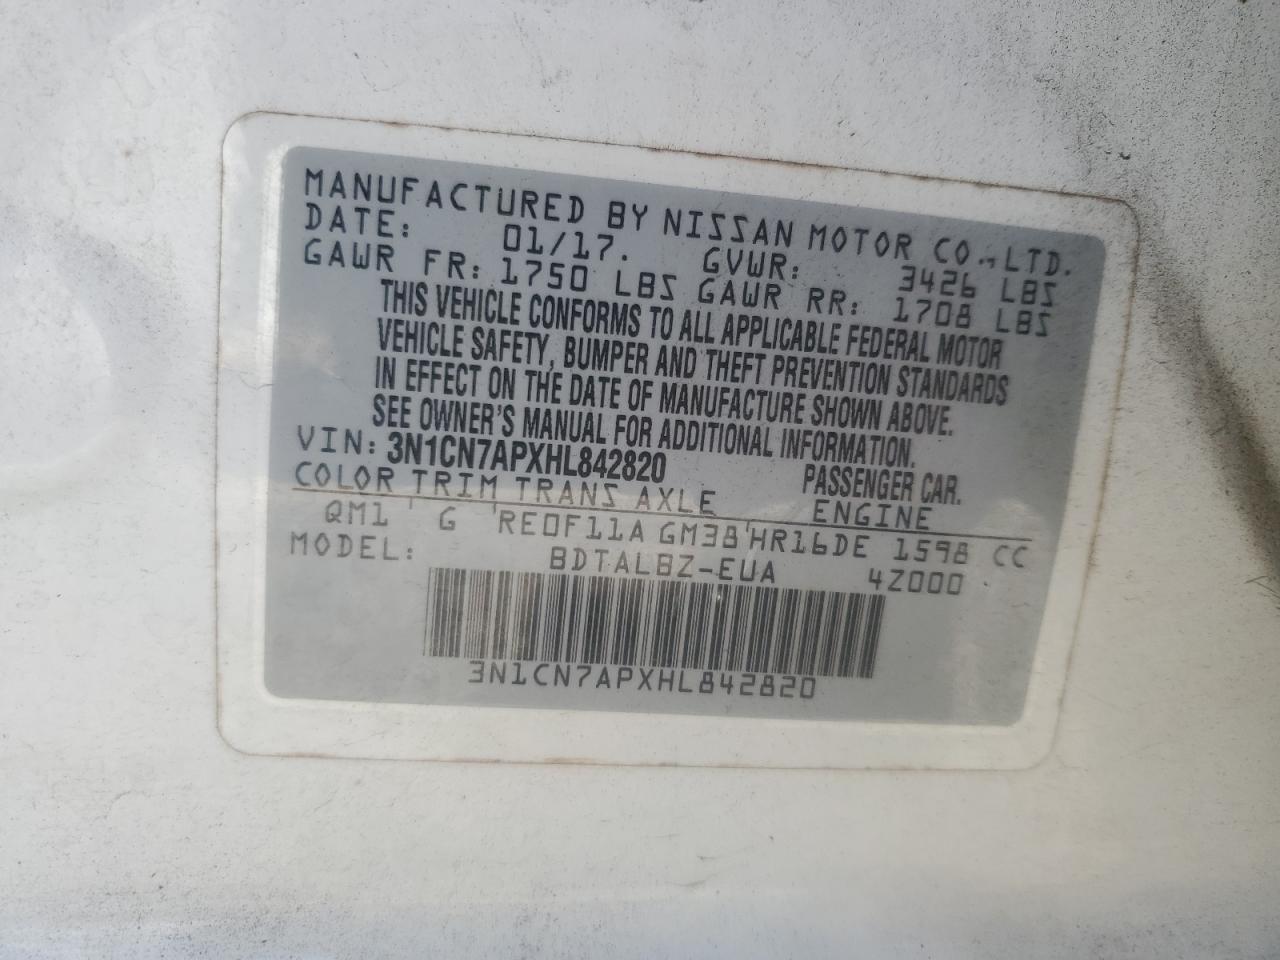 MANUFACTURED BY NISSAN MOTOR CO.,LTD.
DATE: 01/17. GVWR: 3426 LBS
GAWR FR: 1750 LBS GAWR RR: 1708 LBS
THIS VEHICLE CONFORMS TO ALL APPLICABLE FEDERAL MOTOR
VEHICLE SAFETY, BUMPER AND THEFT PREVENTION STANDARDS
IN EFFECT ON THE DATE OF MANUFACTURE SHOWN ABOVE.
SEE OWNER'S MANUAL FOR ADDITIONAL INFORMATION.
VIN: 3N1CN7APXHL842820 PASSENGER CAR.
COLOR TRIM TRANS AXLE ENGINE
QM1 G RE0F11A GM38 HR16DE 1598 CC
MODEL: BDTALBZ-EUA 4Z000
3N1CN7APXHL842820